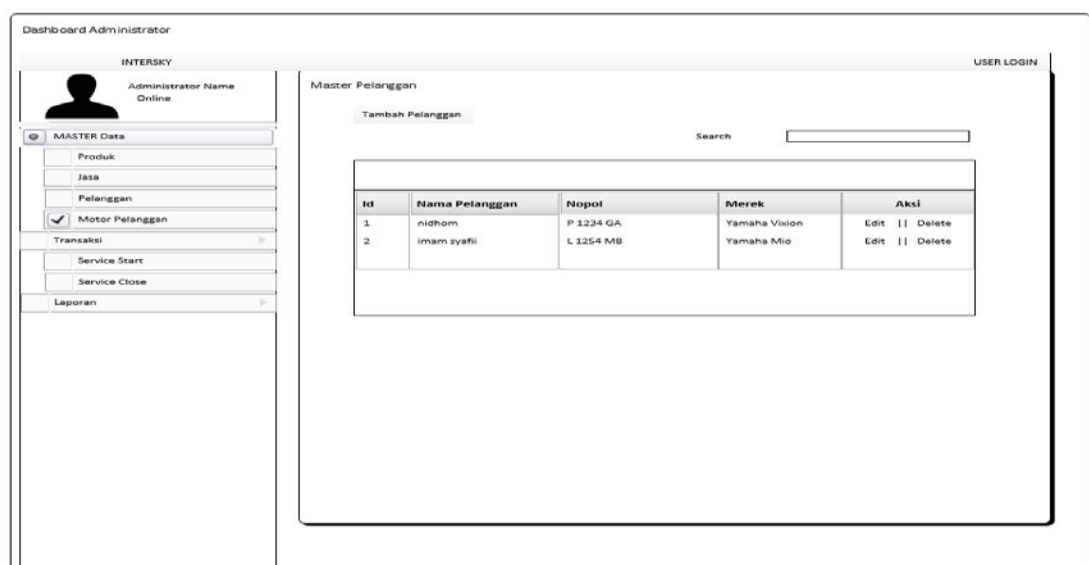 Dashboard Administrator
INTERSKY
USER LOGIN
Administrator Name
Online
MASTER Data
Produk
Jasa
Pelanggan
Motor Pelanggan
Transaksi
Service Start
Service Close
Laporan
Master Pelanggan
Tambah Pelanggan
Search
Id Nama Pelanggan Nopol Merek Aksi
1 nidhom P 1234 GA Yamaha Vixion Edit || Delete
2 imam syafii L 1254 MB Yamaha Mio Edit || Delete